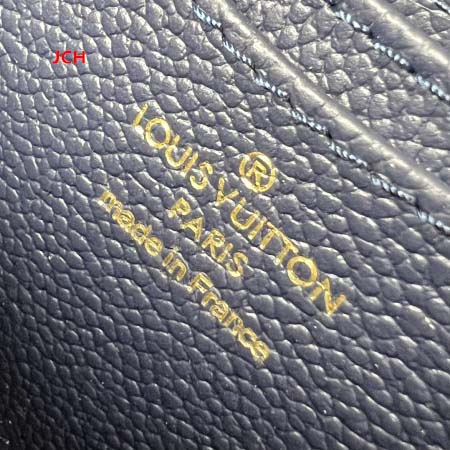 JCH
®
LOUIS VUITTON
PARIS
made in France